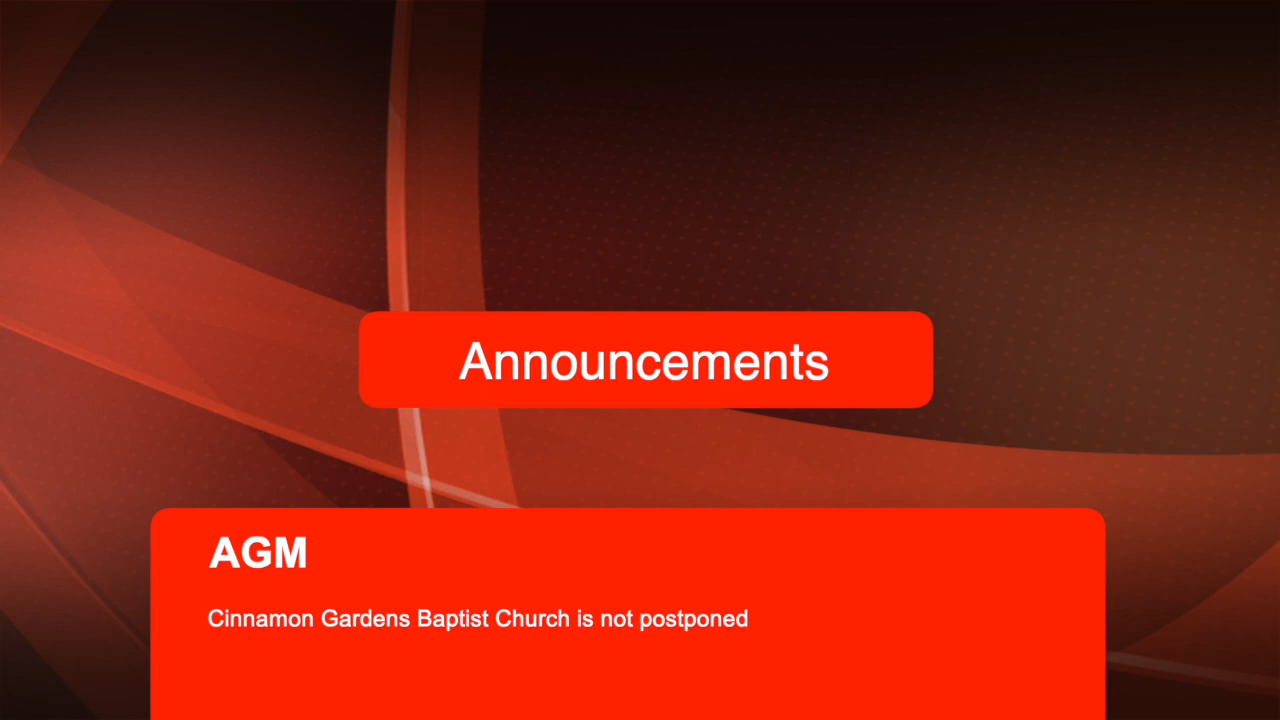 Announcements
AGM
Cinnamon Gardens Baptist Church is not postponed